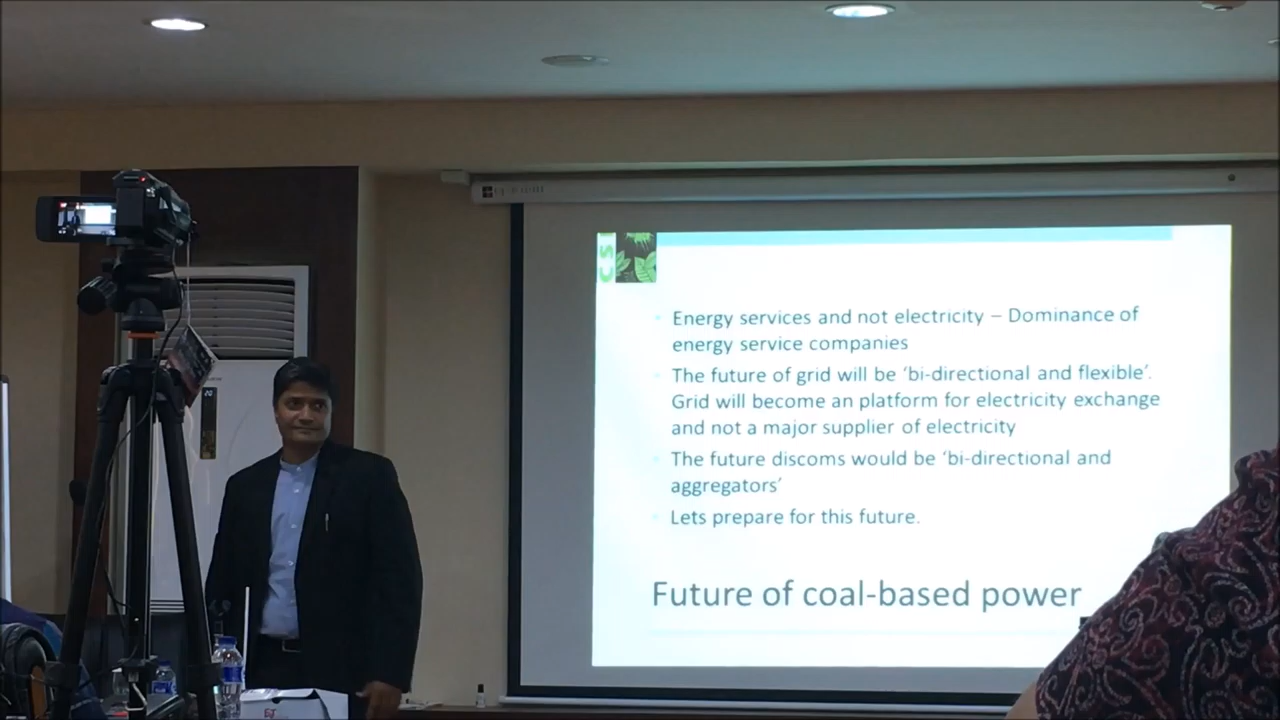 CSE
Energy services and not electricity – Dominance of
energy service companies
The future of grid will be ‘bi-directional and flexible’.
Grid will become an platform for electricity exchange
and not a major supplier of electricity
The future discoms would be ‘bi-directional and
aggregators’
Lets prepare for this future.
Future of coal-based power